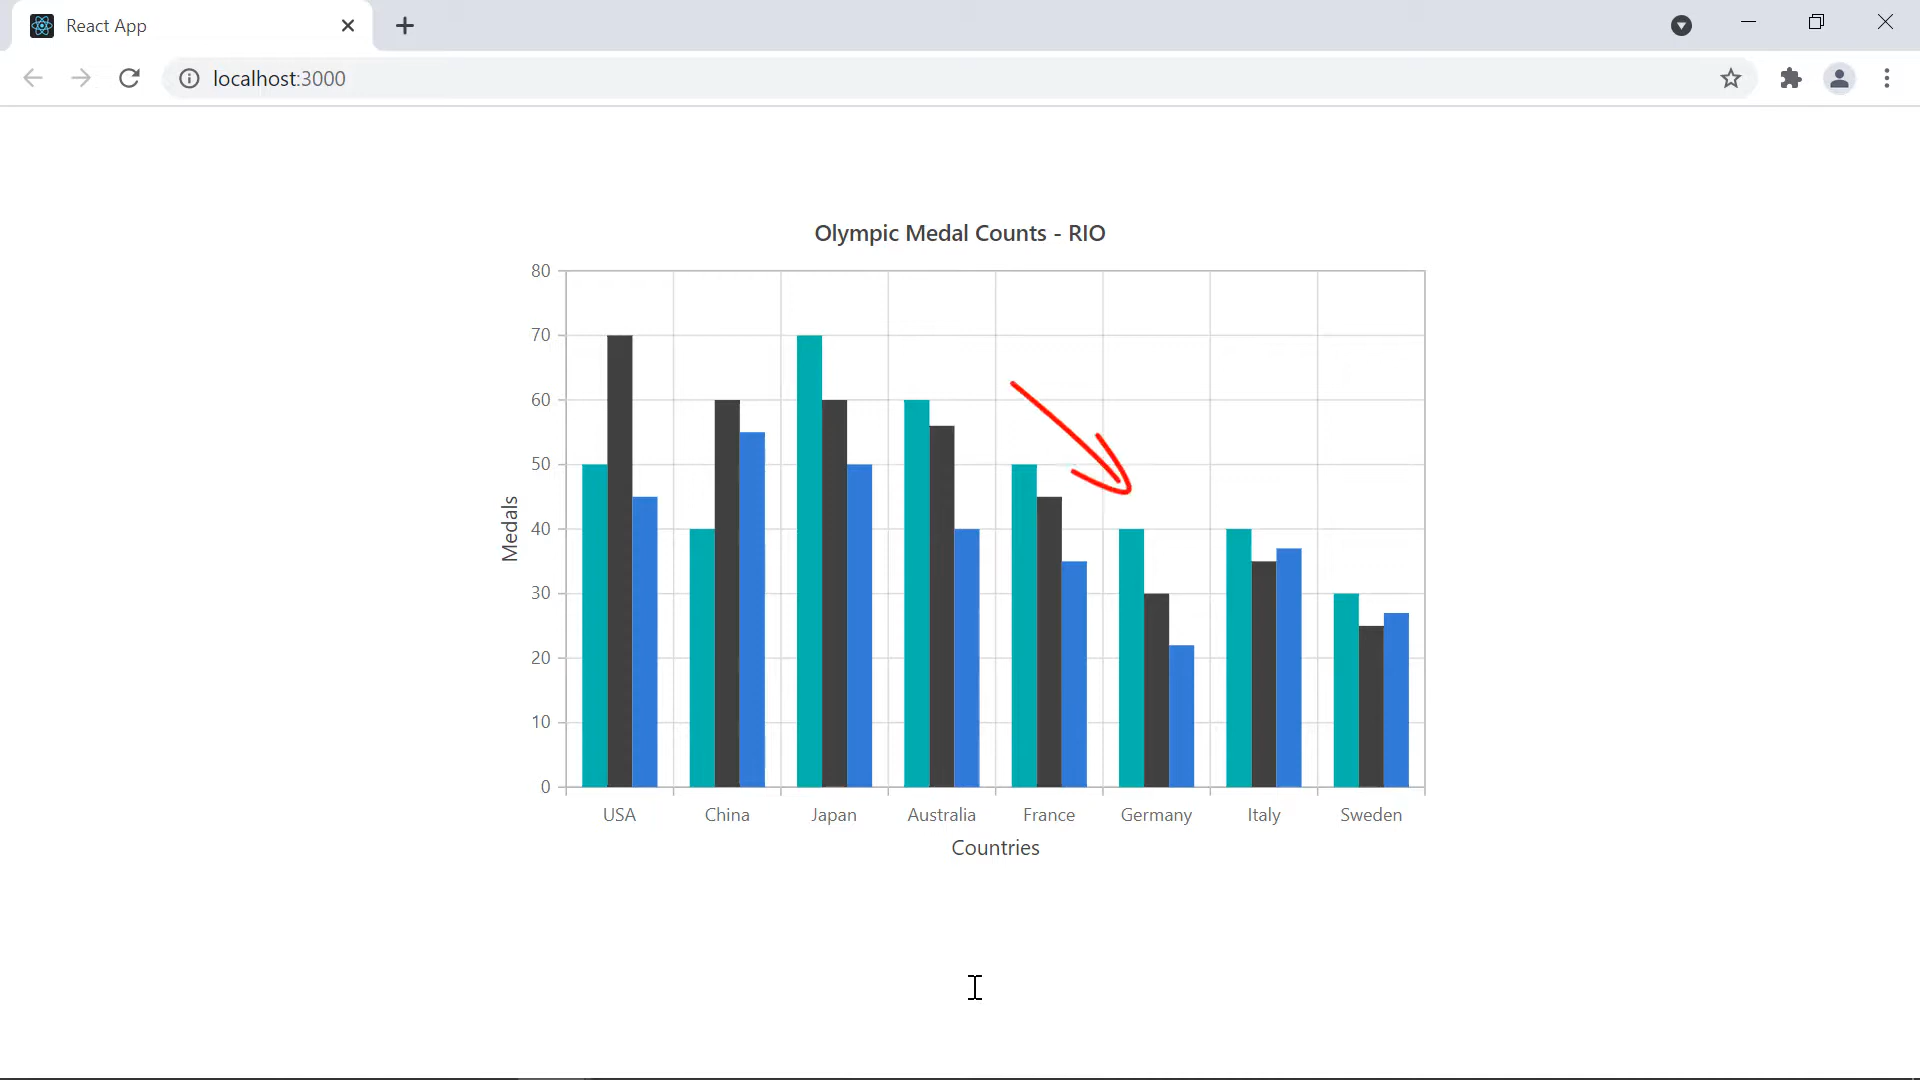 React App
localhost:3000
Olympic Medal Counts - RIO
80
70
60
50
40
30
20
10
0
Medals
USA China Japan Australia France Germany Italy Sweden
Countries